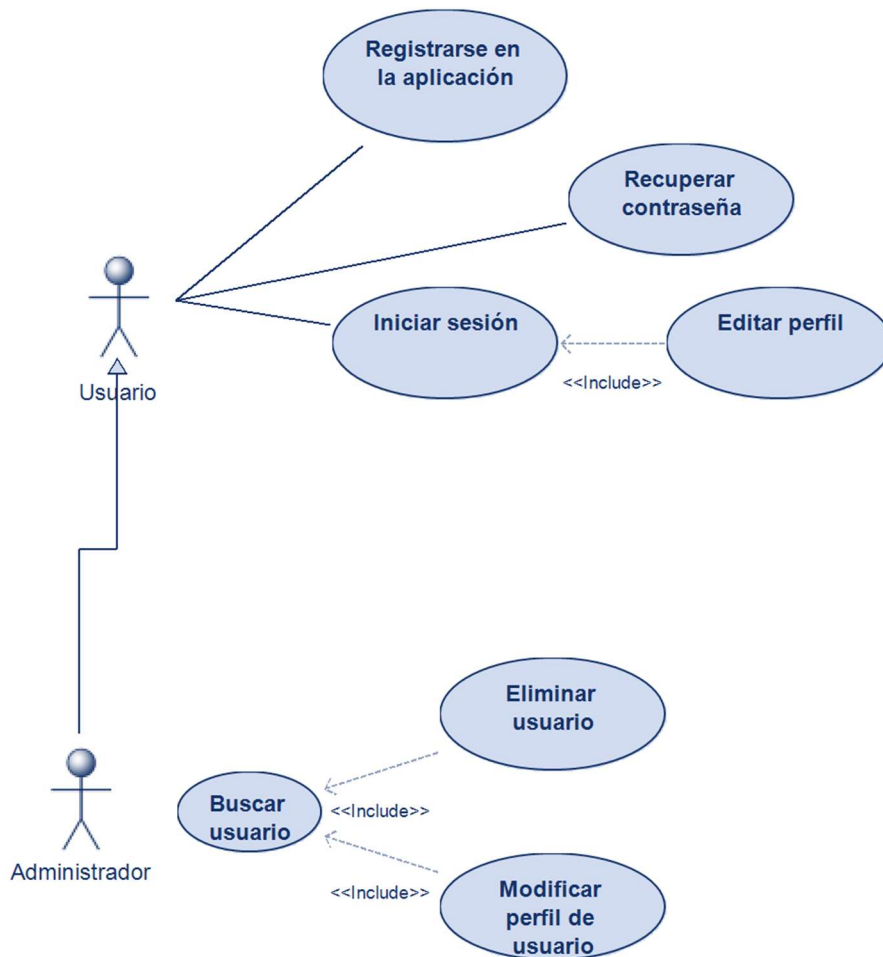 Registrarse en
la aplicación
Recuperar
contraseña
Iniciar sesión
Editar perfil
<<Include>>
Usuario
Eliminar
usuario
Buscar
usuario
<<Include>>
Administrador
<<Include>>
Modificar
perfil de
usuario